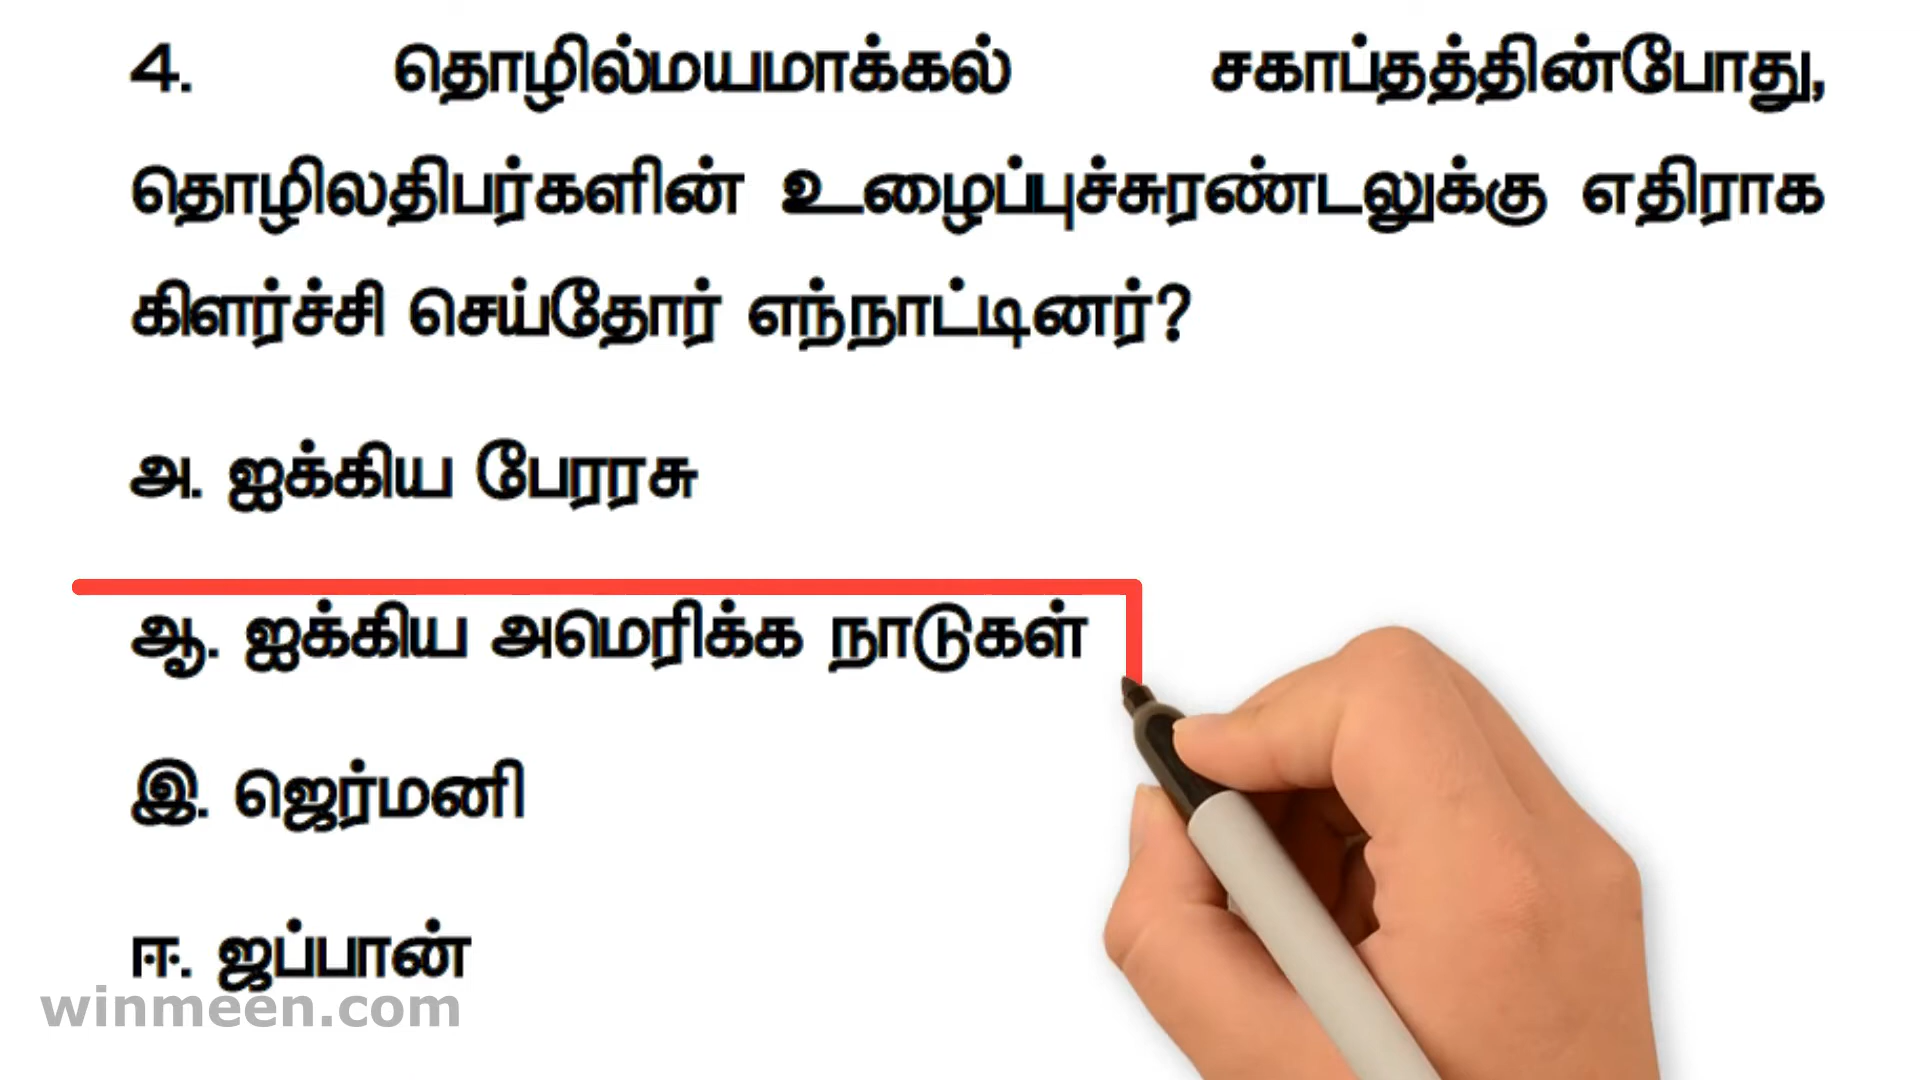 4. தொழில்மயமாக்கல் சகாப்தத்தின்போது,
தொழிலதிபர்களின் உழைப்புச்சுரண்டலுக்கு எதிராக
கிளர்ச்சி செய்தோர் எந்நாட்டினர்?
அ. ஐக்கிய பேரரசு
ஆ. ஐக்கிய அமெரிக்க நாடுகள்
இ. ஜெர்மனி
ஈ. ஜப்பான்
winmeen.com